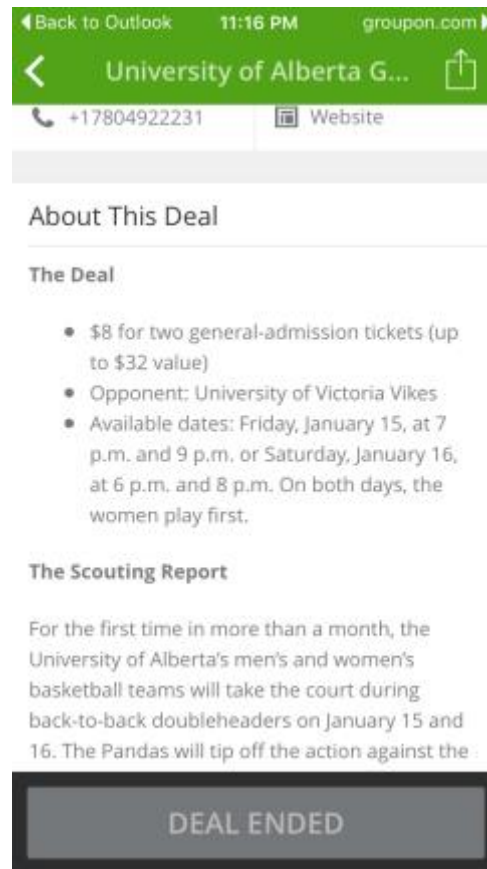 Back to Outlook 11:16 PM groupon.com
University of Alberta G...
+17804922231 Website
About This Deal
The Deal
• $8 for two general-admission tickets (up
to $32 value)
• Opponent: University of Victoria Vikes
• Available dates: Friday, January 15, at 7
p.m. and 9 p.m. or Saturday, January 16,
at 6 p.m. and 8 p.m. On both days, the
women play first.
The Scouting Report
For the first time in more than a month, the
University of Alberta's men's and women's
basketball teams will take the court during
back-to-back doubleheaders on January 15 and
16. The Pandas will tip off the action against the
DEAL ENDED